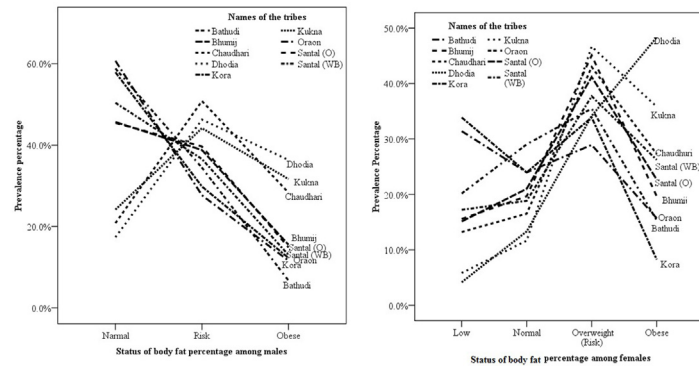 Names of the tribes
Bathudi
Bhumij
Chaudhari
Dhodia
Kora
Kukna
Oraon
Santal (O)
Santal (WB)
60.0%
40.0%
20.0%
0.0%
Prevalence percentage
Dhodia
Kukna
Chaudhari
Bhumij
Santal (O)
Santal (WB)
Oraon
Kora
Bathudi
Narmal
Risk
Obese
Status of body fat percentage among males
Names of the tribes
Bathudi
Bhumij
Chaudhari
Dhodia
Kora
Kukna
Oraon
Santal (O)
Santal
(WB)
50.0%
40.0%
30.0%
20.0%
10.0%
0.0%
Prevalence Percentage
Dhodia
Kukna
Chaudhuri
Santal (WB)
Santal (O)
Bhumij
Oraon
Bathudi
Kora
Low
Normal
Overweight
(Risk)
Obese
Status of body fat percentage among females